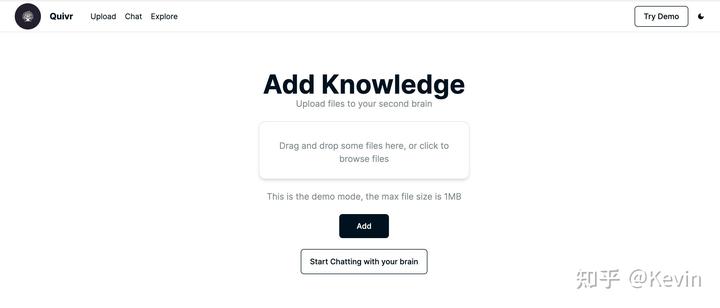 Quivr
Upload Chat Explore
Try Demo
Add Knowledge
Upload files to your second brain
Drag and drop some files here, or click to
browse files
This is the demo mode, the max file size is 1MB
Add
Start Chatting with your brain
知乎 @Kevin